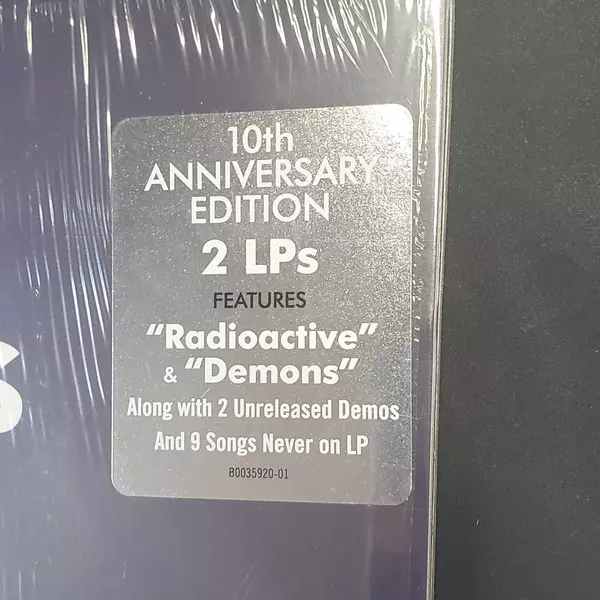 10th
ANNIVERSARY
EDITION
2 LPs
FEATURES
"Radioactive"
& "Demons"
Along with 2 Unreleased Demos
And 9 Songs Never on LP
B0035920-01
S